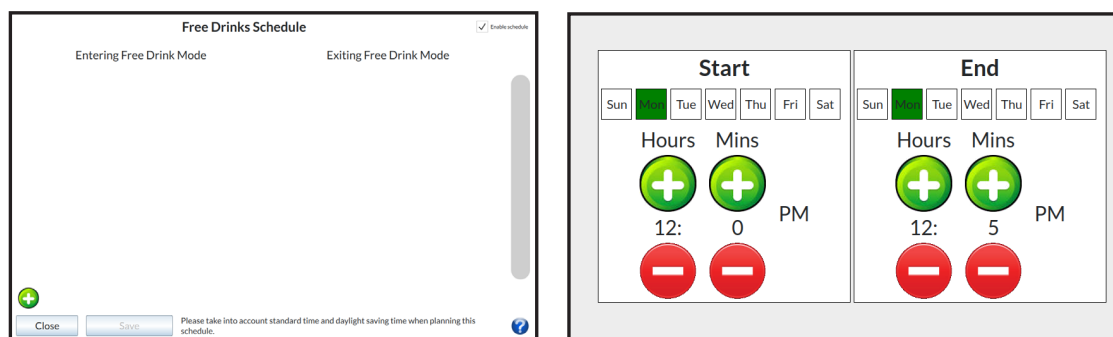 Free Drinks Schedule
Enable schedule
Entering Free Drink Mode
Exiting Free Drink Mode
Close
Save
Please take into account standard time and daylight saving time when planning this
schedule.
Start
Sun Mon Tue Wed Thu Fri Sat
Hours Mins
12: 0
PM
End
Sun Mon Tue Wed Thu Fri Sat
Hours Mins
12: 5
PM